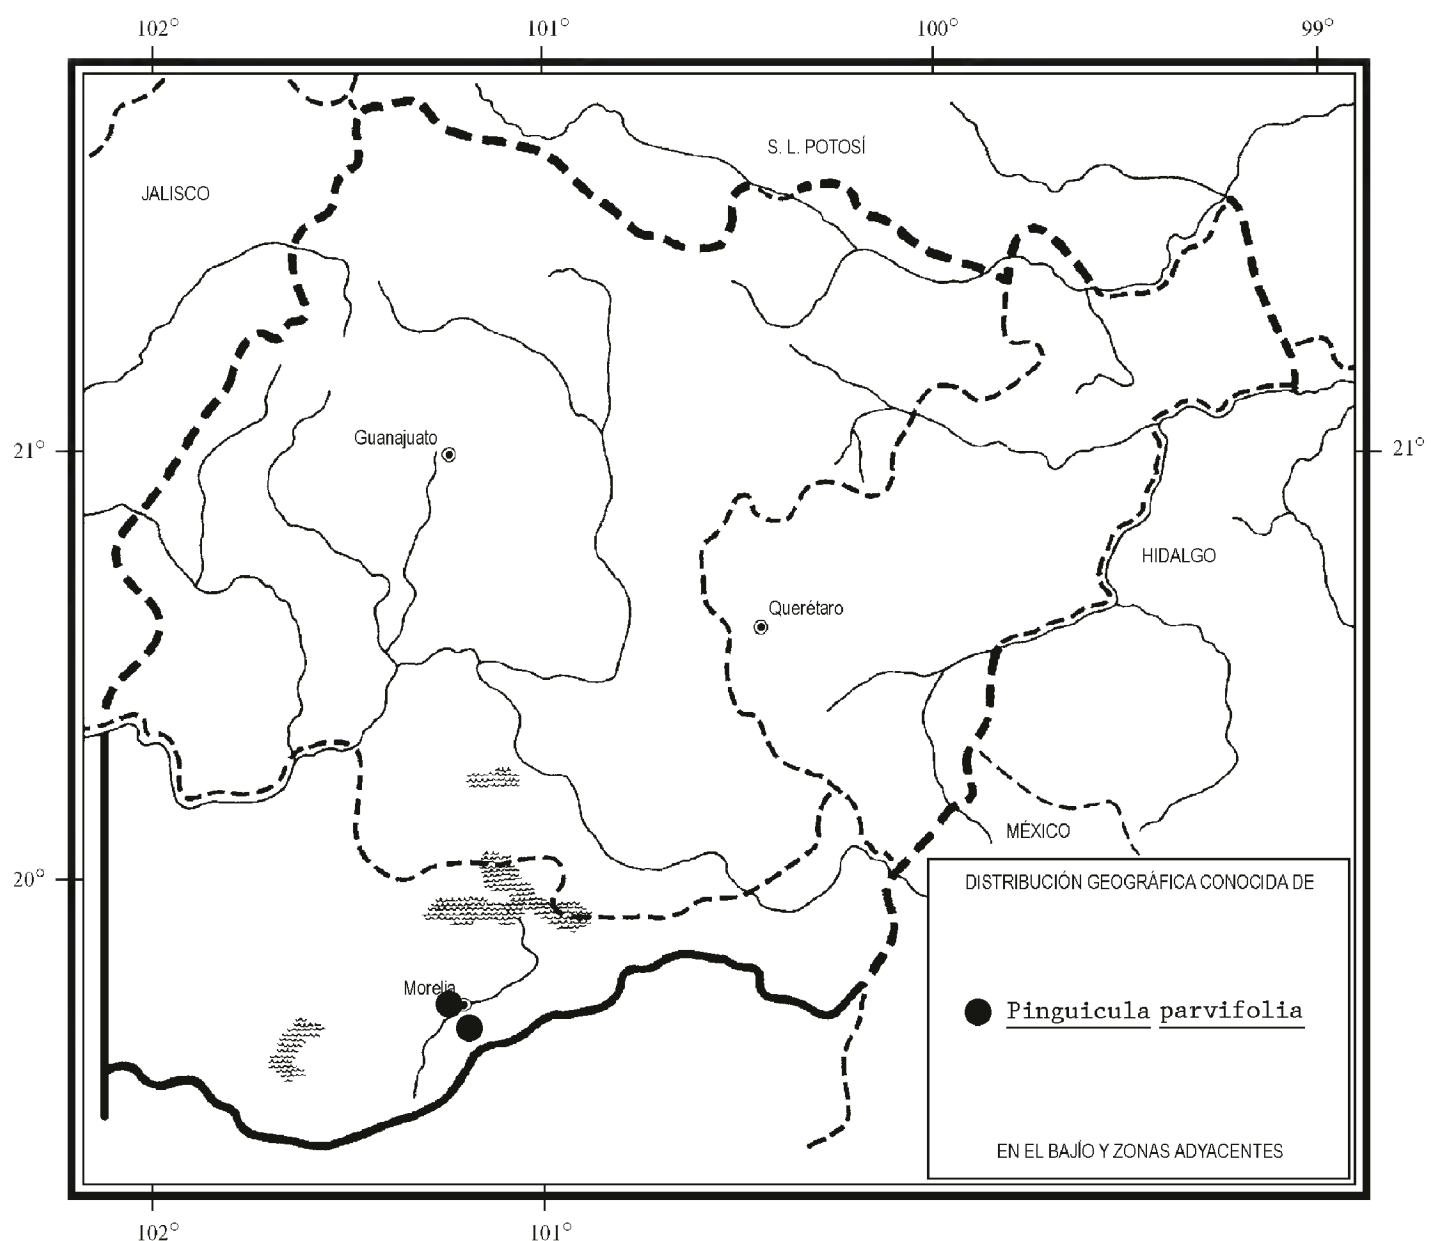 102° 101° 100° 99°
S. L. POTOSÍ
JALISCO
Guanajuato
21° 21°
HIDALGO
Querétaro
MÉXICO
20°
DISTRIBUCIÓN GEOGRÁFICA CONOCIDA DE
Morelia
Pinguicula parvifolia
EN EL BAJÍO Y ZONAS ADYACENTES
102° 101°